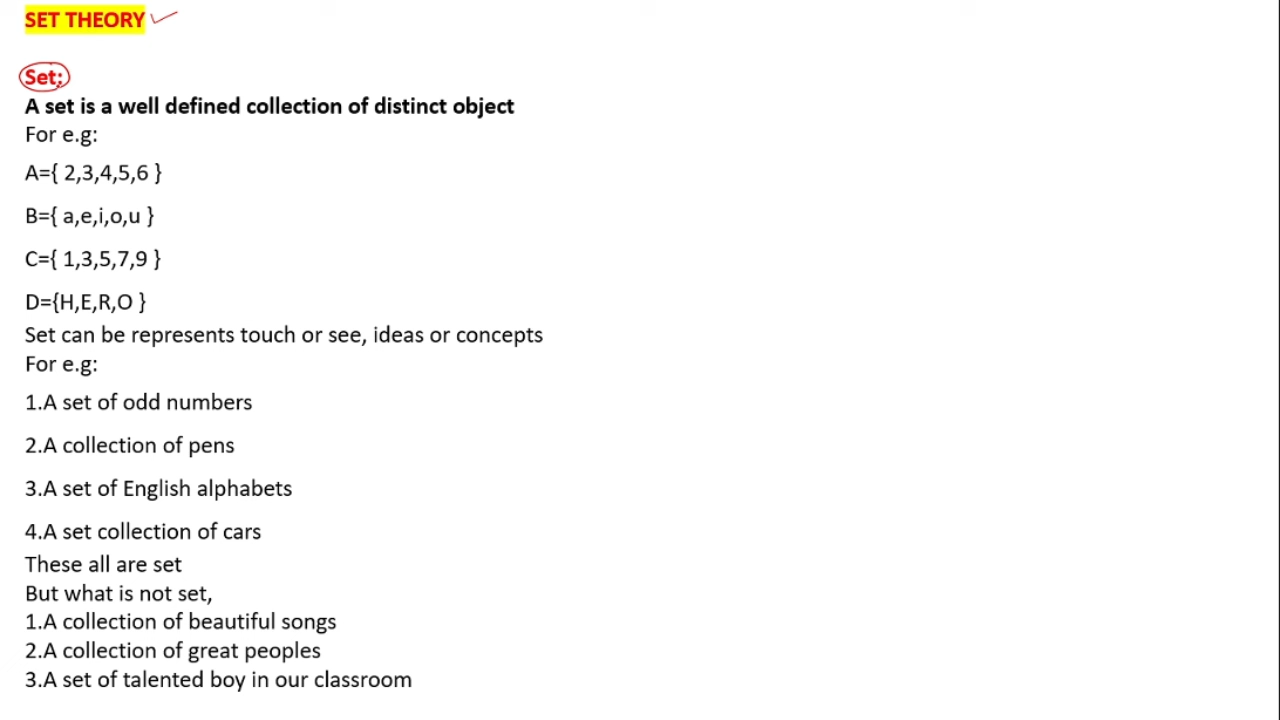 SET THEORY
Set:
A set is a well defined collection of distinct object
For e.g:
A={ 2,3,4,5,6 }
B={ a,e,i,o,u }
C={ 1,3,5,7,9 }
D={H,E,R,O }
Set can be represents touch or see, ideas or concepts
For e.g:
1.A set of odd numbers
2.A collection of pens
3.A set of English alphabets
4.A set collection of cars
These all are set
But what is not set,
1.A collection of beautiful songs
2.A collection of great peoples
3.A set of talented boy in our classroom